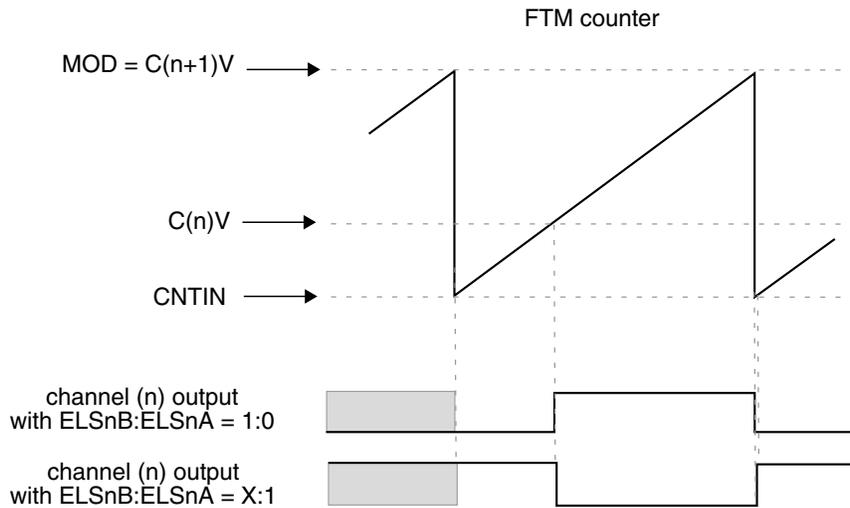 FTM counter
MOD = C(n+1)V
C(n)V
CNTIN
channel (n) output
with ELSnB:ELSnA = 1:0
channel (n) output
with ELSnB:ELSnA = X:1